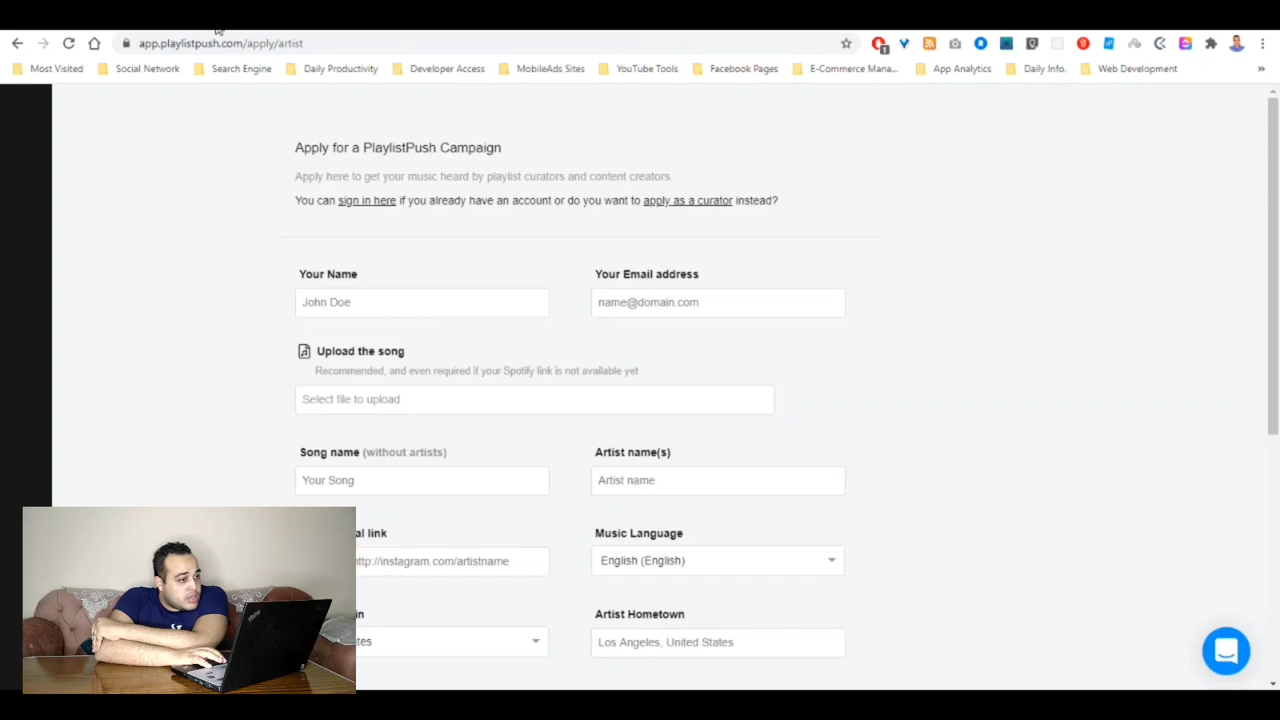 app.playlistpush.com/apply/artist
1
Most Visited Social Network Search Engine Daily Productivity Developer Access MobileAds Sites YouTube Tools Facebook Pages E-Commerce Mana... App Analytics Daily Info. Web Development »
Apply for a PlaylistPush Campaign
Apply here to get your music heard by playlist curators and content creators.
You can sign in here if you already have an account or do you want to apply as a curator instead?
Your Name Your Email address
John Doe name@domain.com
Upload the song
Recommended, and even required if your Spotify link is not available yet
Select file to upload
Song name (without artists) Artist name(s)
Your Song Artist name
al link Music Language
http://instagram.com/artistname English (English)
in Artist Hometown
tes Los Angeles, United States